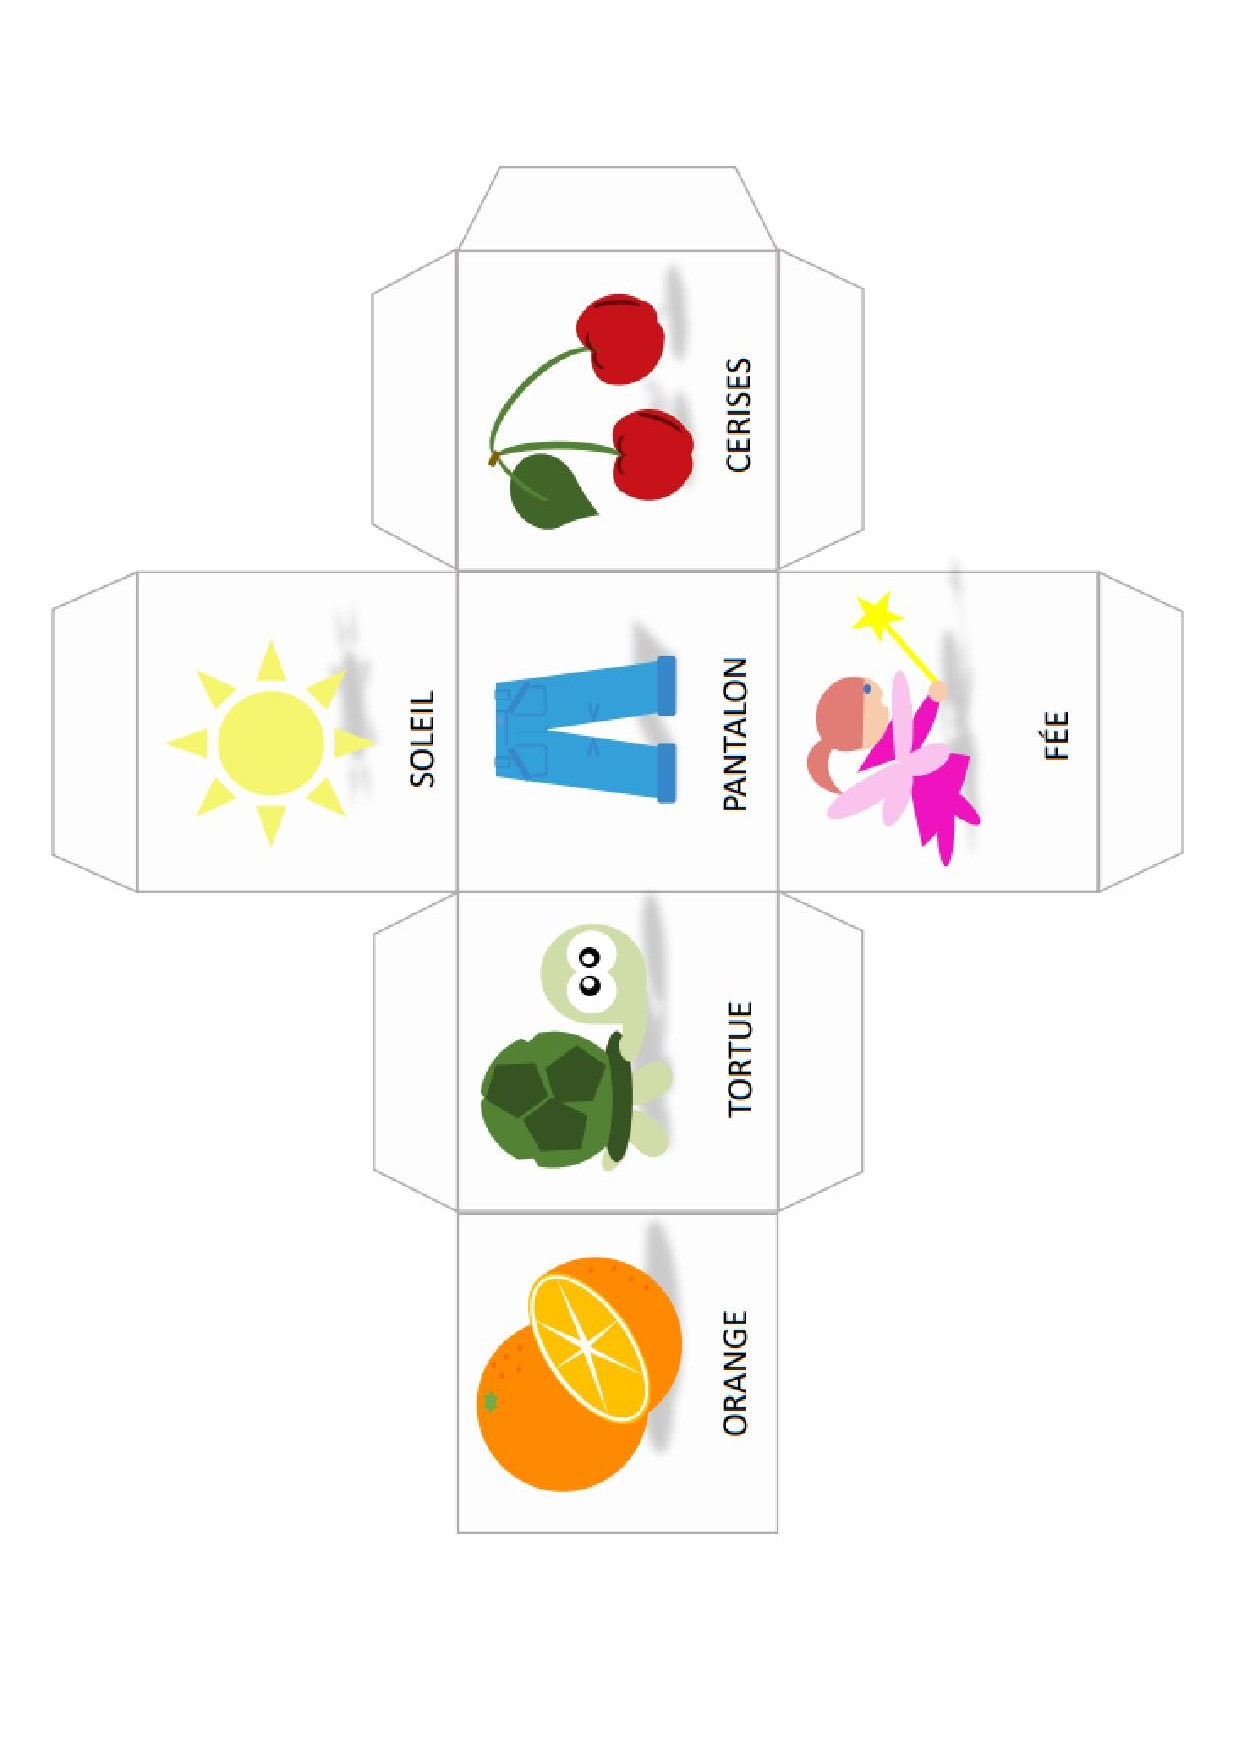 CERISES
SOLEIL
PANTALON
FÉE
TORTUE
ORANGE